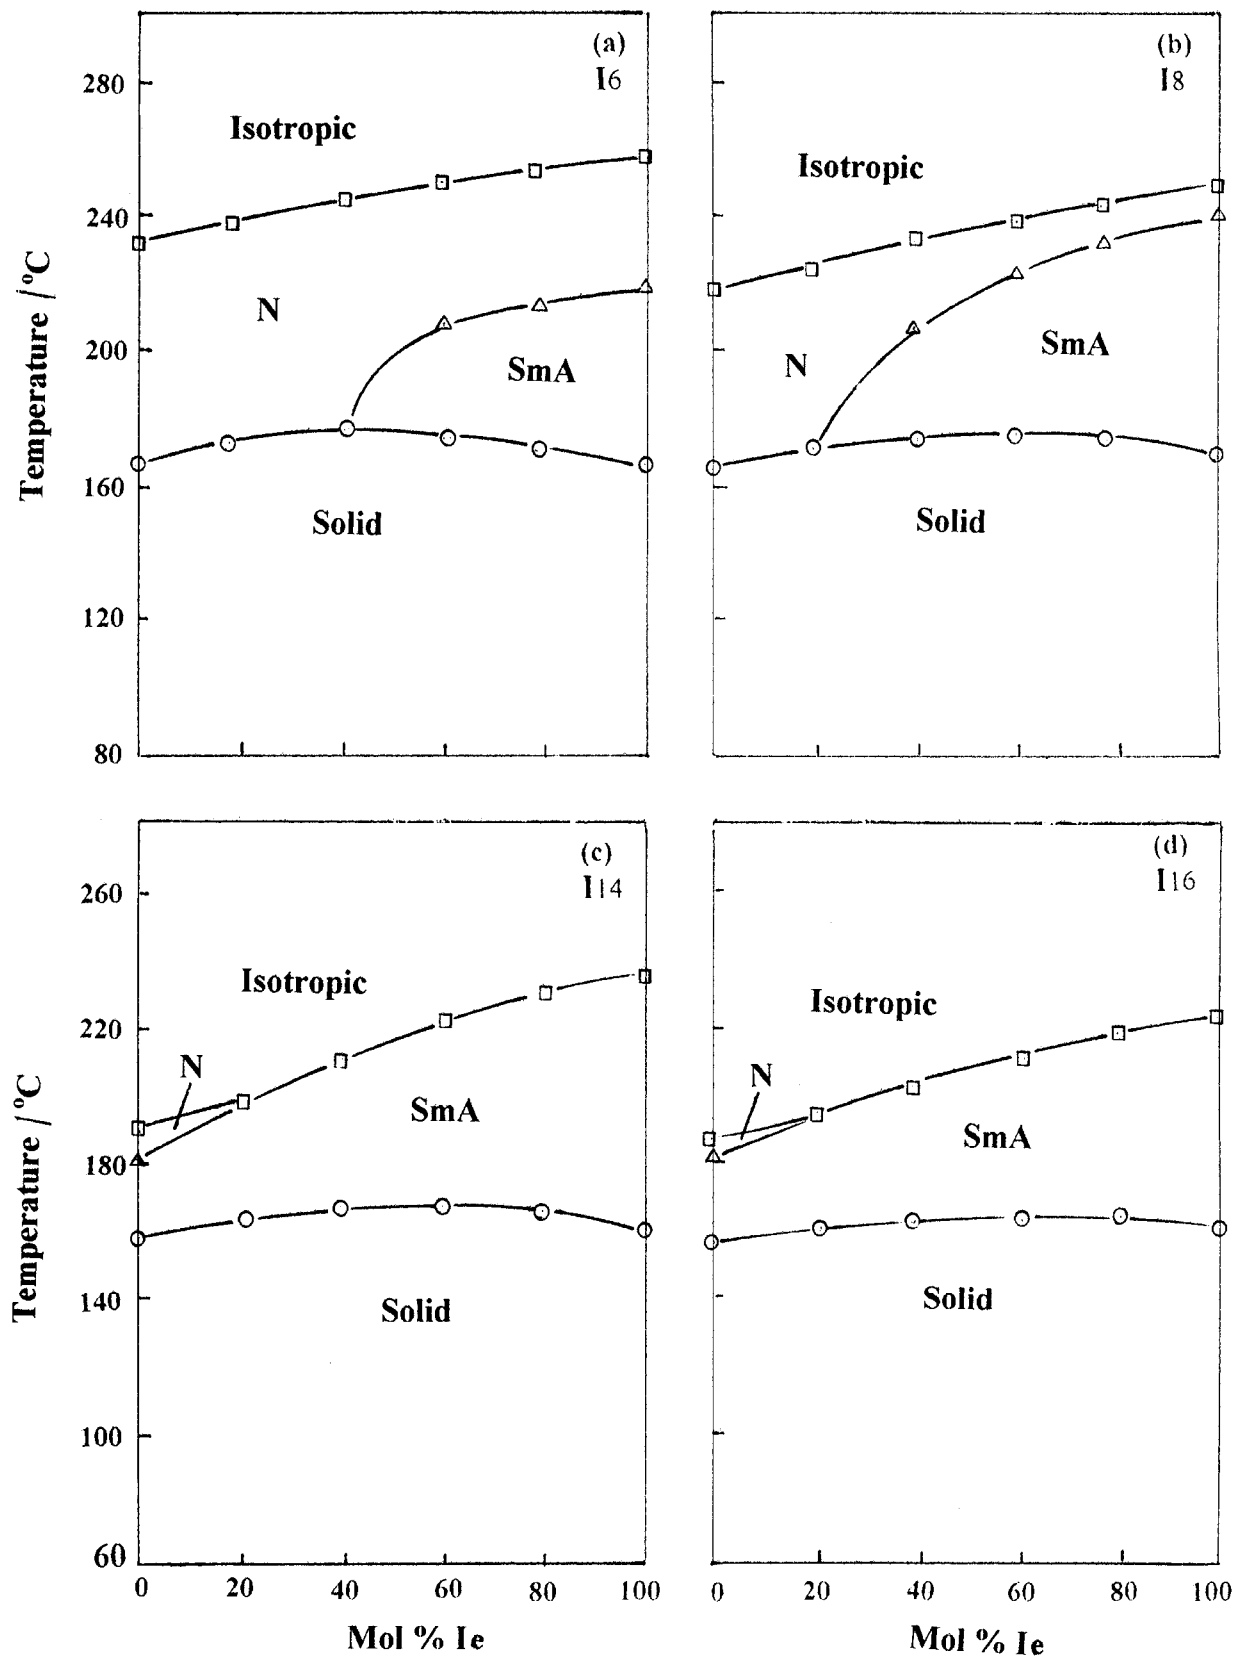 (a)
I6
280
240
200
160
120
80
Temperature /°C
Isotropic
N
SmA
Solid
(b)
I8
Isotropic
N
SmA
Solid
(c)
I14
260
220
180
140
100
60
Temperature /°C
Isotropic
N
SmA
Solid
0 20 40 60 80 100
Mol % Ie
(d)
I16
Isotropic
N
SmA
Solid
0 20 40 60 80 100
Mol % Ie